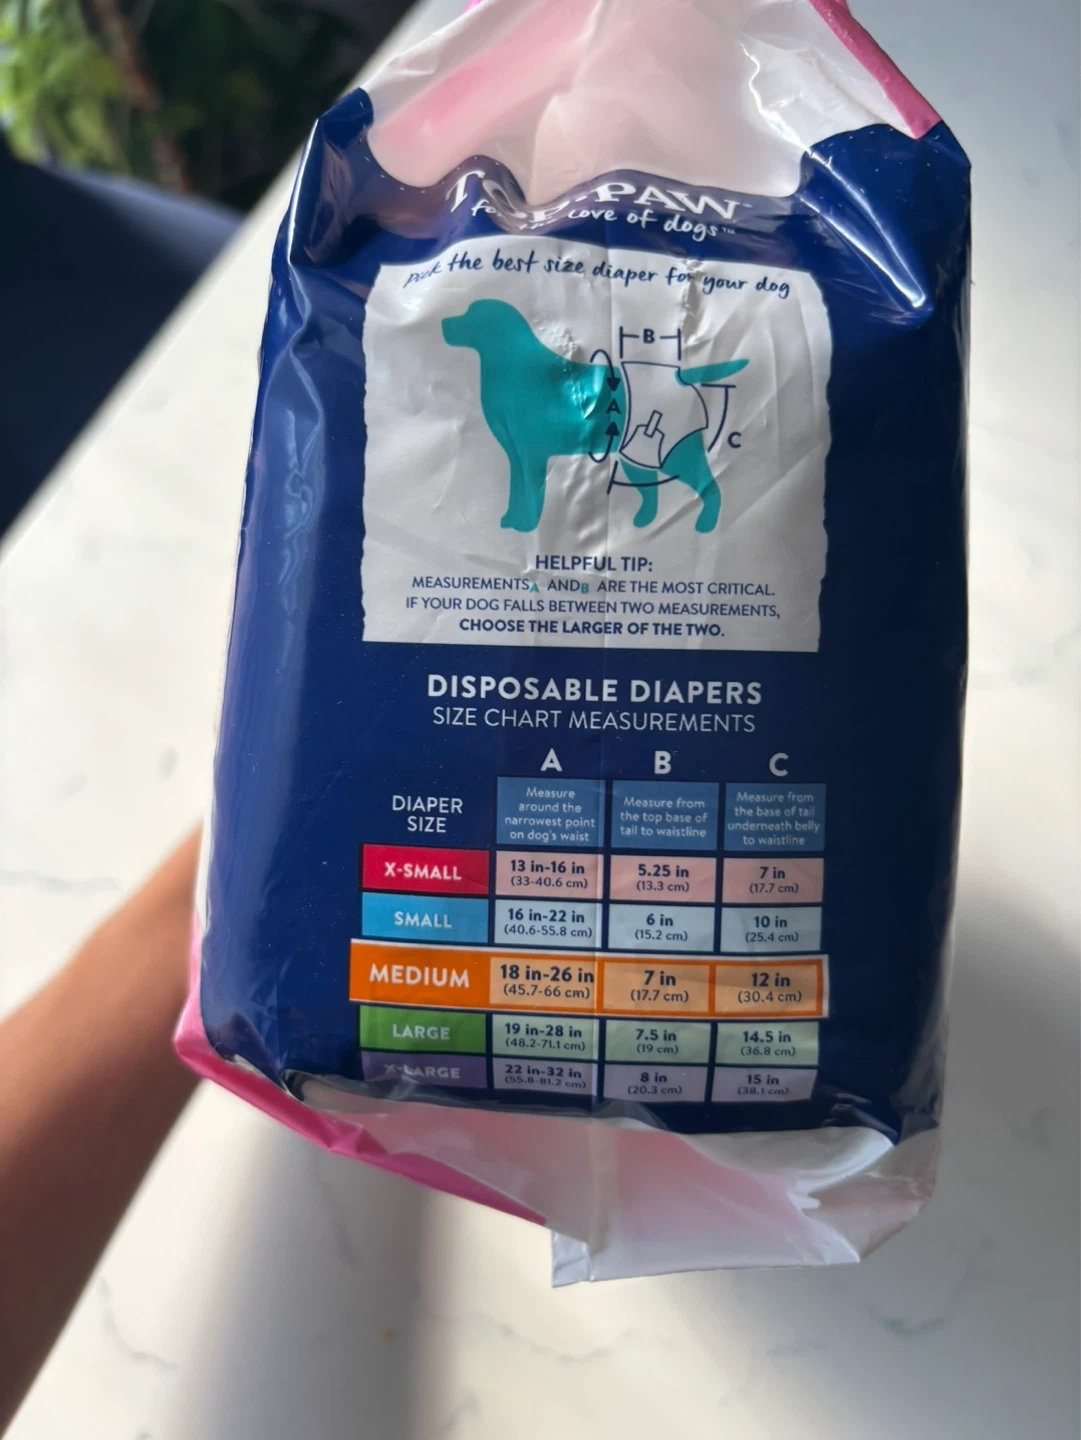 TOP PAW
for the love of dogs™
Pick the best size diaper for your dog
B
A
C
HELPFUL TIP:
MEASUREMENTS A AND B ARE THE MOST CRITICAL.
IF YOUR DOG FALLS BETWEEN TWO MEASUREMENTS,
CHOOSE THE LARGER OF THE TWO.
DISPOSABLE DIAPERS
SIZE CHART MEASUREMENTS
A B C
DIAPER
SIZE
Measure
around the
narrowest point
on dog's waist
Measure from
the top base of
tail to waistline
Measure from
the base of tail
underneath belly
to waistline
X-SMALL
13 in-16 in
(33-40.6 cm)
5.25 in
(13.3 cm)
7 in
(17.7 cm)
SMALL
16 in-22 in
(40.6-55.8 cm)
6 in
(15.2 cm)
10 in
(25.4 cm)
MEDIUM
18 in-26 in
(45.7-66 cm)
7 in
(17.7 cm)
12 in
(30.4 cm)
LARGE
19 in-28 in
(48.2-71.1 cm)
7.5 in
(19 cm)
14.5 in
(36.8 cm)
X-LARGE
22 in-32 in
(55.8-81.2 cm)
8 in
(20.3 cm)
15 in
(38.1 cm)